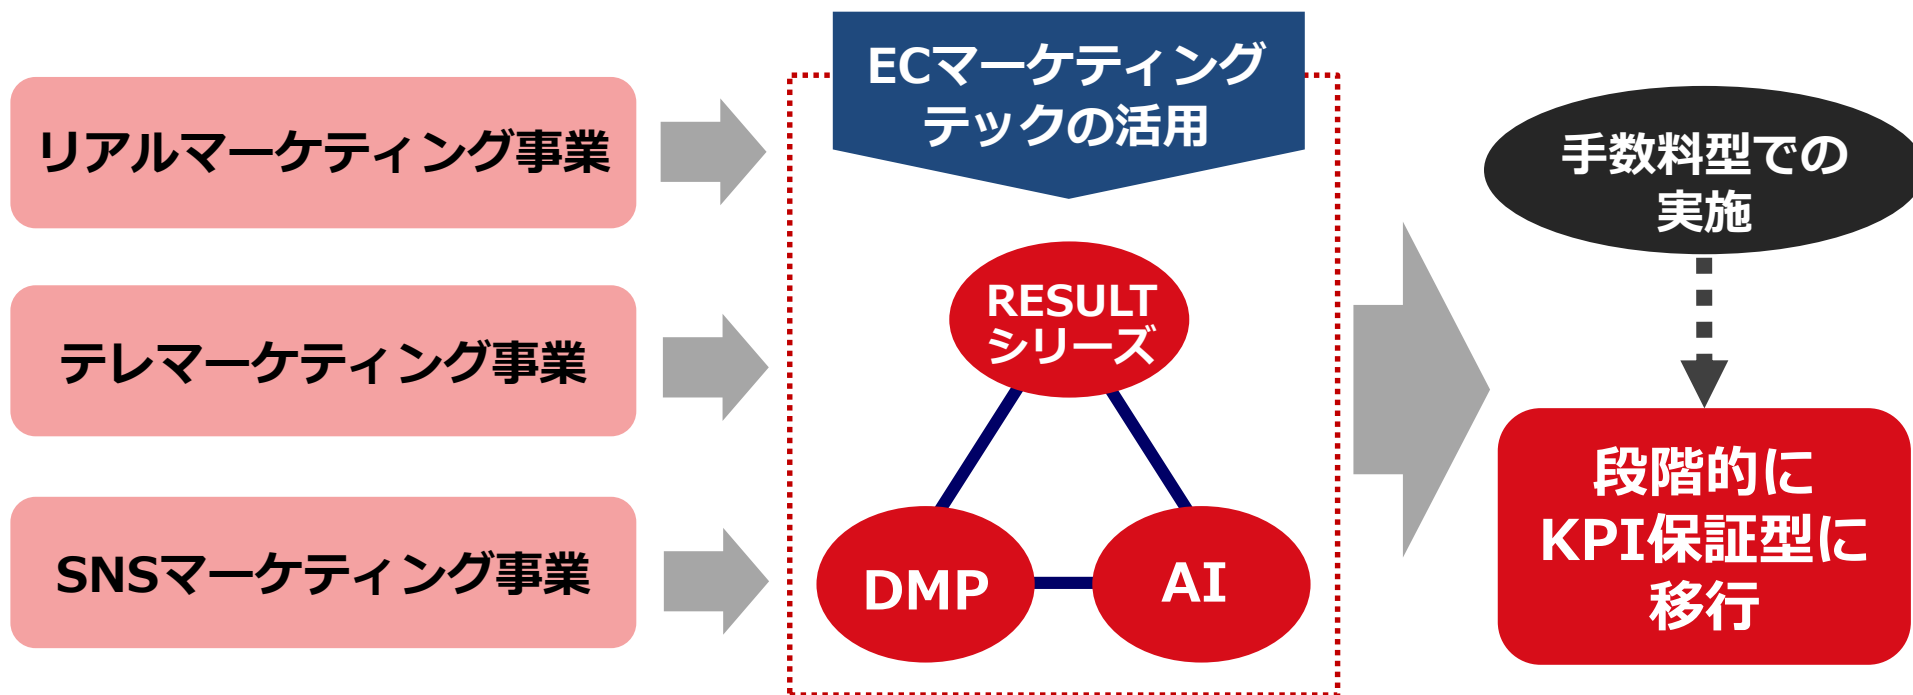 リアルマーケティング事業
テレマーケティング事業
SNSマーケティング事業
ECマーケティング
テックの活用
RESULT
シリーズ
DMP
AI
手数料型での
実施
段階的に
KPI保証型に
移行